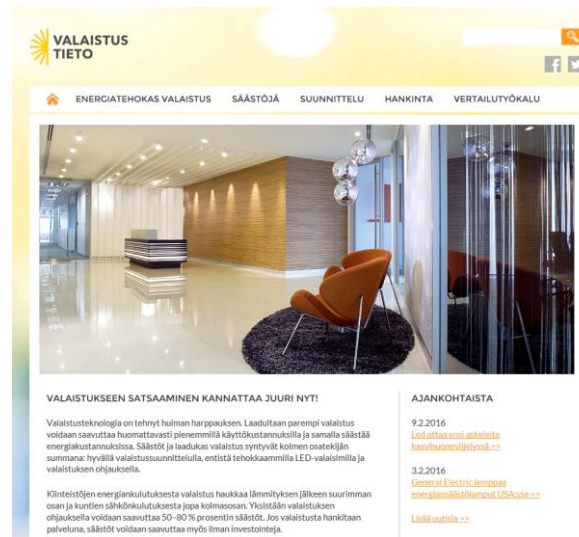 VALAISTUS
TIETO
ENERGIATEHOKAS VALAISTUS SÄÄSTÖJÄ SUUNNITTELU HANKINTA VERTAILUTYÖKALU
VALAISTUKSEEN SATSAAMINEN KANNATTAA JUURI NYT!
Valaistusteknologia on tehnyt huiman harppauksen. Laadultaan parempi valaistus
voidaan saavuttaa huomattavasti pienemmillä käyttökustannuksilla ja samalla säästää
energiakustannuksissa. Säästöt ja laadukas valaistus syntyvät kolmen osatekijän
summana: hyvällä valaistussuunnittelulla, entistä tehokkaammilla LED-valaisimilla ja
valaistuksen ohjauksella.
Kiinteistöjen energiankulutuksesta valaistus haukkaa lämmityksen jälkeen suurimman
osan ja kuntien sähkönkulutuksesta jopa kolmasosan. Yksistään valaistuksen
ohjauksella voidaan saavuttaa 50–80 % prosentin säästöt. Jos valaistusta hankitaan
palveluna, säästöt voidaan saavuttaa myös ilman investointeja.
AJANKOHTAISTA
9.2.2016
Led ottaa ensi askeleita
kasvihuoneviljelyssä >>
3.2.2016
General Electric lemppaa
energiansäästölamput USA:ssa >>
Lisää uutisia >>